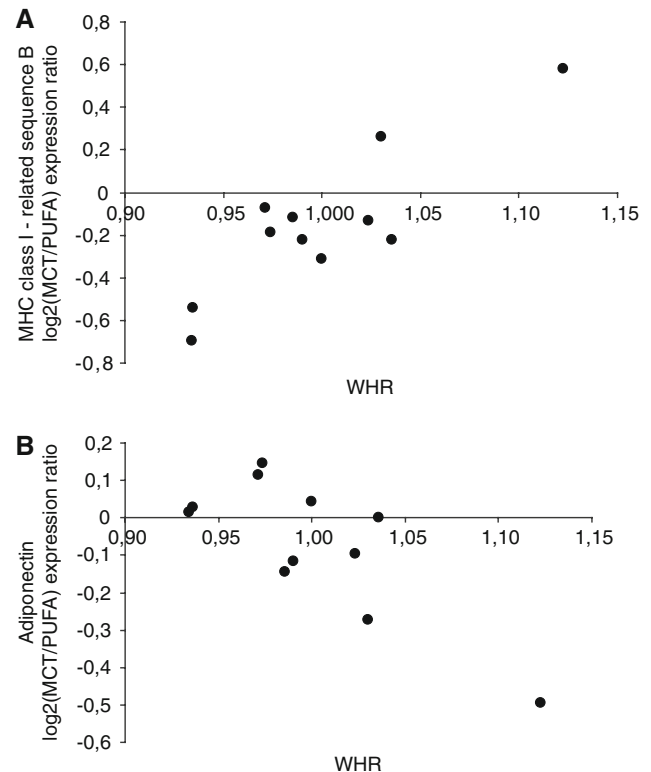 A
MHC class I - related sequence B
log2(MCT/PUFA) expression ratio
0,8
0,6
0,4
0,2
0
-0,2
-0,4
-0,6
-0,8
0,90 0,95 1,000 1,05 1,10 1,15
WHR
B
Adiponectin
log2(MCT/PUFA) expression ratio
0,2
0,1
0
-0,1
-0,2
-0,3
-0,4
-0,5
-0,6
0,90 0,95 1,00 1,05 1,10 1,15
WHR